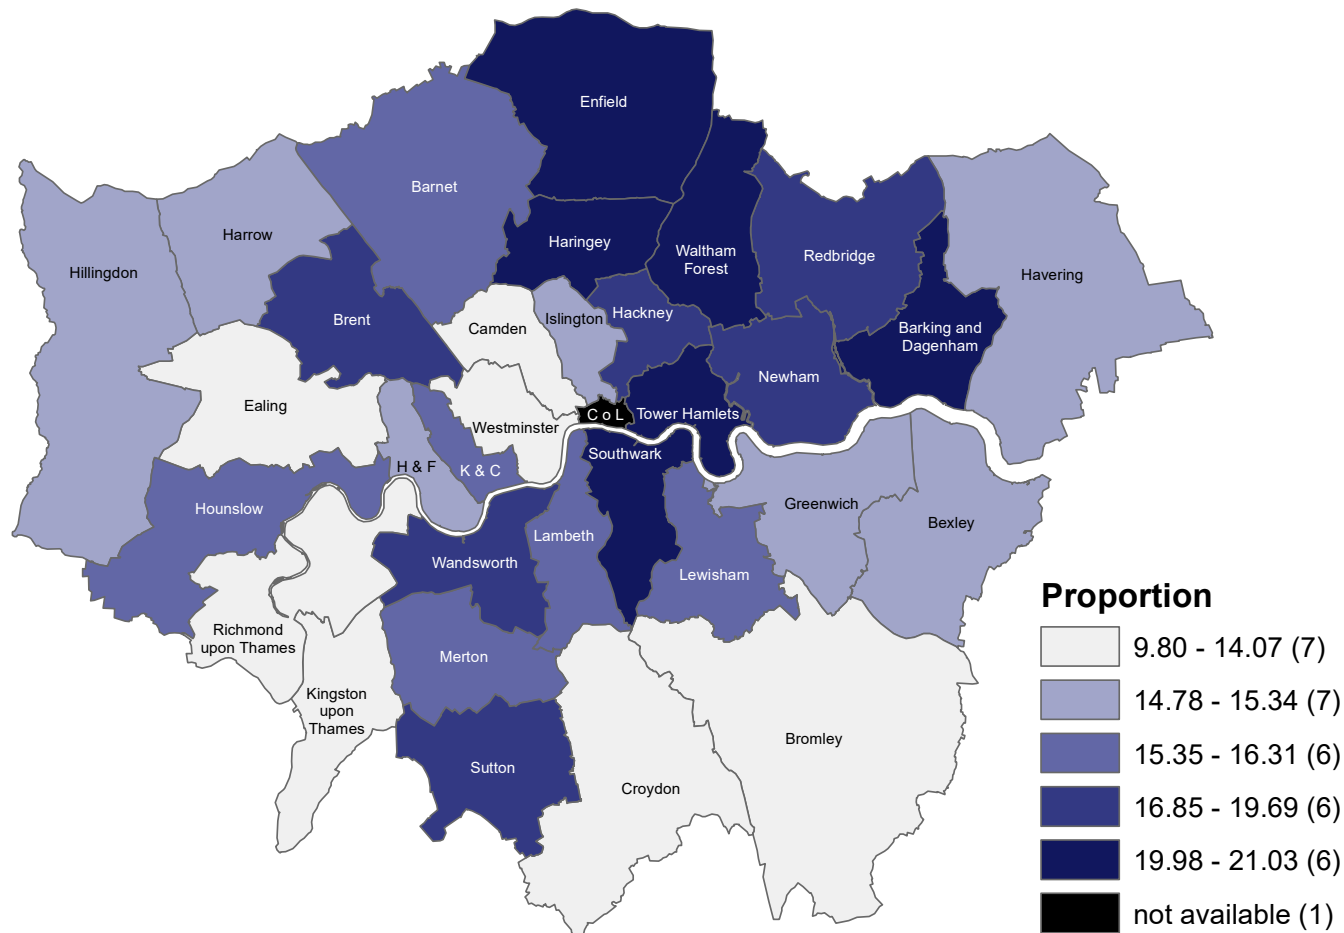 Enfield
Barnet
Harrow
Haringey
Waltham
Forest
Redbridge
Hillingdon
Havering
Brent
Camden
Islington
Hackney
Barking and
Dagenham
Newham
Ealing
Westminster
C o L
Tower Hamlets
H & F
K & C
Southwark
Hounslow
Greenwich
Bexley
Lambeth
Wandsworth
Lewisham
Richmond
upon Thames
Merton
Kingston
upon
Thames
Sutton
Croydon
Bromley
Proportion
9.80 - 14.07 (7)
14.78 - 15.34 (7)
15.35 - 16.31 (6)
16.85 - 19.69 (6)
19.98 - 21.03 (6)
not available (1)